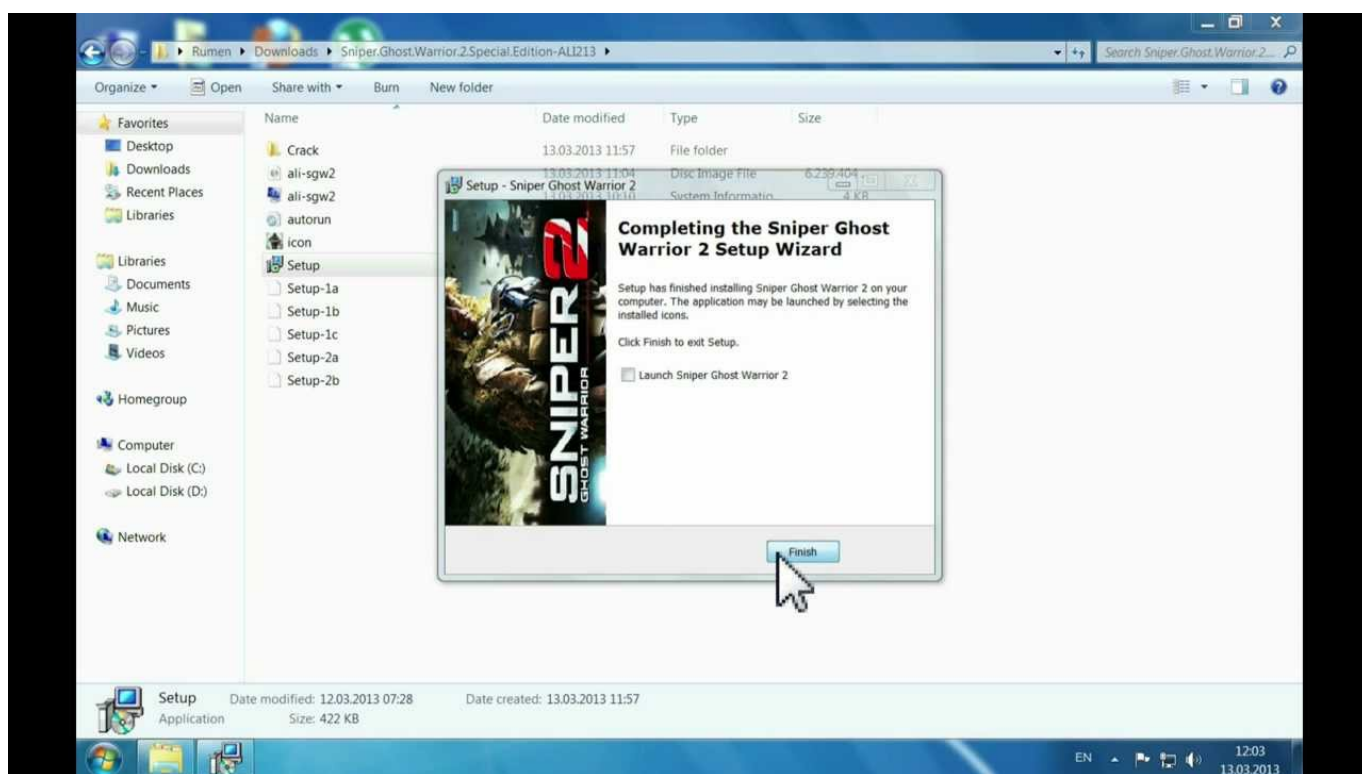 Rumen ▸ Downloads ▸ Sniper.Ghost.Warrior.2.Special.Edition-ALI213 ▸
Search Sniper.Ghost.Warrior.2...
Organize Open Share with Burn New folder
Name Date modified Type Size
Favorites
Desktop
Downloads
Recent Places
Libraries
Libraries
Documents
Music
Pictures
Videos
Homegroup
Computer
Local Disk (C:)
Local Disk (D:)
Network
Crack 13.03.2013 11:57 File folder
ali-sgw2 13.03.2013 11:04 Disc Image File 6.239.404
ali-sgw2 13.03.2013 10:10 System Informatio... 4 KB
autorun
icon
Setup
Setup-1a
Setup-1b
Setup-1c
Setup-2a
Setup-2b
Setup - Sniper Ghost Warrior 2
SNIPER 2
GHOST WARRIOR
Completing the Sniper Ghost
Warrior 2 Setup Wizard
Setup has finished installing Sniper Ghost Warrior 2 on your
computer. The application may be launched by selecting the
installed icons.
Click Finish to exit Setup.
Launch Sniper Ghost Warrior 2
Finish
Setup Date modified: 12.03.2013 07:28 Date created: 13.03.2013 11:57
Application Size: 422 KB
EN
12:03
13.03.2013